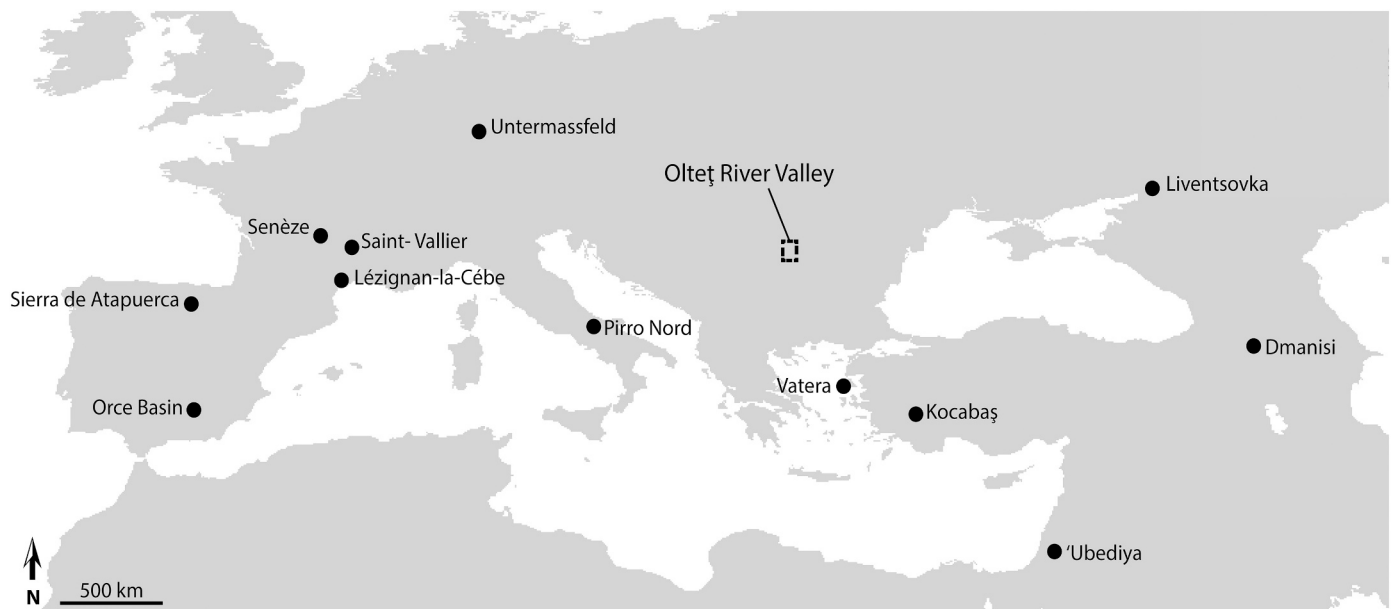 Untermassfeld
Olteţ River Valley
Liventsovka
Senèze
Saint- Vallier
Lézignan-la-Cébe
Sierra de Atapuerca
Pirro Nord
Dmanisi
Vatera
Orce Basin
Kocabaş
‘Ubediya
N
500 km